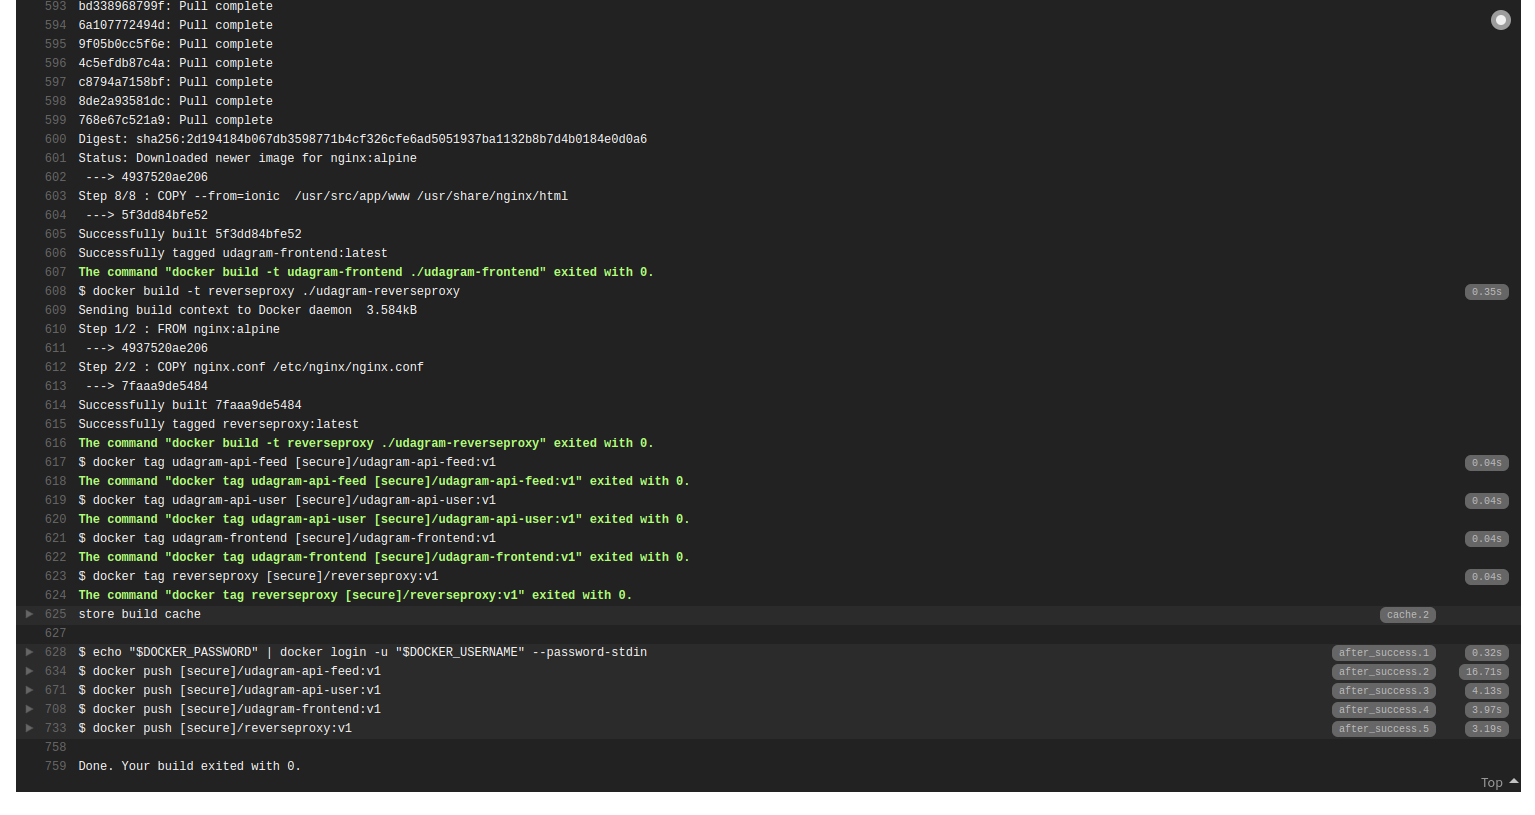 593 bd338968799f: Pull complete
594 6a107772494d: Pull complete
595 9f05b0cc5f6e: Pull complete
596 4c5efdb87c4a: Pull complete
597 c8794a7158bf: Pull complete
598 8de2a93581dc: Pull complete
599 768e67c521a9: Pull complete
600 Digest: sha256:2d194184b067db3598771b4cf326cfe6ad5051937ba1132b8b7d4b0184e0d0a6
601 Status: Downloaded newer image for nginx:alpine
602 ---> 4937520ae206
603 Step 8/8 : COPY --from=ionic  /usr/src/app/www /usr/share/nginx/html
604 ---> 5f3dd84bfe52
605 Successfully built 5f3dd84bfe52
606 Successfully tagged udagram-frontend:latest
607 The command "docker build -t udagram-frontend ./udagram-frontend" exited with 0.
608 $ docker build -t reverseproxy ./udagram-reverseproxy 0.35s
609 Sending build context to Docker daemon  3.584kB
610 Step 1/2 : FROM nginx:alpine
611 ---> 4937520ae206
612 Step 2/2 : COPY nginx.conf /etc/nginx/nginx.conf
613 ---> 7faaa9de5484
614 Successfully built 7faaa9de5484
615 Successfully tagged reverseproxy:latest
616 The command "docker build -t reverseproxy ./udagram-reverseproxy" exited with 0.
617 $ docker tag udagram-api-feed [secure]/udagram-api-feed:v1 0.04s
618 The command "docker tag udagram-api-feed [secure]/udagram-api-feed:v1" exited with 0.
619 $ docker tag udagram-api-user [secure]/udagram-api-user:v1 0.04s
620 The command "docker tag udagram-api-user [secure]/udagram-api-user:v1" exited with 0.
621 $ docker tag udagram-frontend [secure]/udagram-frontend:v1 0.04s
622 The command "docker tag udagram-frontend [secure]/udagram-frontend:v1" exited with 0.
623 $ docker tag reverseproxy [secure]/reverseproxy:v1 0.04s
624 The command "docker tag reverseproxy [secure]/reverseproxy:v1" exited with 0.
625 store build cache cache.2
627
628 $ echo "$DOCKER_PASSWORD" | docker login -u "$DOCKER_USERNAME" --password-stdin after_success.1 0.32s
634 $ docker push [secure]/udagram-api-feed:v1 after_success.2 16.71s
671 $ docker push [secure]/udagram-api-user:v1 after_success.3 4.13s
708 $ docker push [secure]/udagram-frontend:v1 after_success.4 3.97s
733 $ docker push [secure]/reverseproxy:v1 after_success.5 3.19s
758
759 Done. Your build exited with 0.
Top